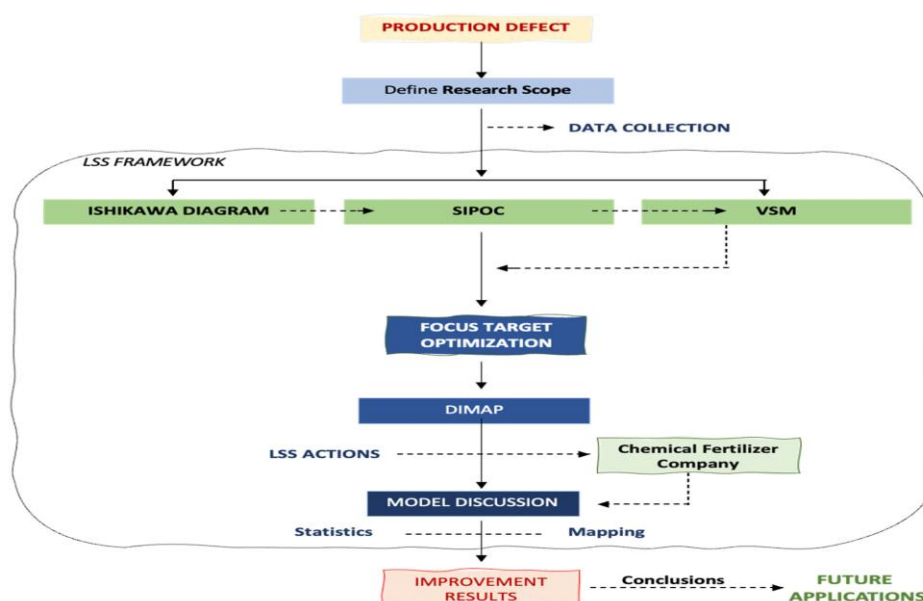 PRODUCTION DEFECT
Define Research Scope
DATA COLLECTION
LSS FRAMEWORK
ISHIKAWA DIAGRAM
SIPOC
VSM
FOCUS TARGET
OPTIMIZATION
DIMAP
LSS ACTIONS
Chemical Fertilizer
Company
MODEL DISCUSSION
Statistics
Mapping
IMPROVEMENT
RESULTS
Conclusions
FUTURE
APPLICATIONS